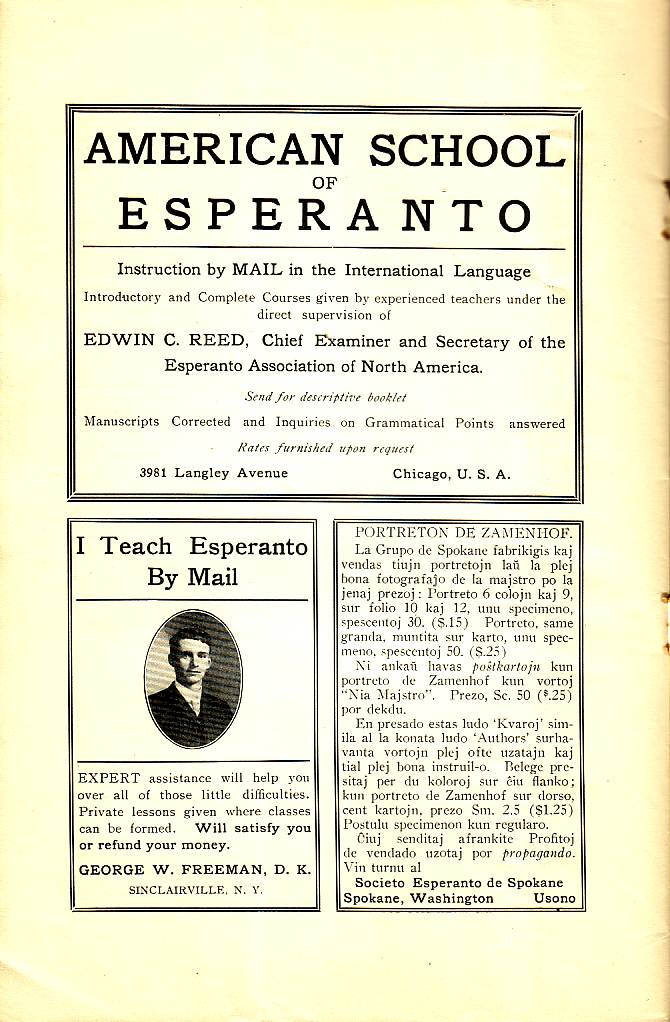 AMERICAN SCHOOL
OF
ESPERANTO
Instruction by MAIL in the International Language
Introductory and Complete Courses given by experienced teachers under the
direct supervision of
EDWIN C. REED, Chief Examiner and Secretary of the
Esperanto Association of North America.
Send for descriptive booklet
Manuscripts Corrected and Inquiries on Grammatical Points answered
Rates furnished upon request
3981 Langley Avenue Chicago, U. S. A.
I Teach Esperanto
By Mail
EXPERT assistance will help you
over all of those little difficulties.
Private lessons given where classes
can be formed. Will satisfy you
or refund your money.
GEORGE W. FREEMAN, D. K.
SINCLAIRVILLE, N. Y.
PORTRETON DE ZAMENHOF.
La Grupo de Spokane fabrikigis kaj
vendas tiujn portretojn laŭ la plej
bona fotografajo de la majstro po la
jenaj prezoj: Portreto 6 colojn kaj 9,
sur folio 10 kaj 12, unu specimeno,
spescentoj 30. ($.15) Portreto, same
granda, muntita sur karto, unu spec-
meno, spescentoj 50. ($.25)
Ni ankaŭ havas poŝtkartojn kun
portreto de Zamenhof kun vortoj
"Nia Majstro". Prezo, Sc. 50 ($.25)
por dekdu.
En presado estas ludo 'Kvaroj' sim-
ila al la konata ludo 'Authors' surha-
vanta vortojn plej ofte uzatajn kaj
tial plej bona instruil-o. Belege pre-
sitaj per du koloroj sur ĉiu flanko;
kun portreto de Zamenhof sur dorso,
cent kartojn, prezo Sm. 2.5 ($1.25)
Postulu specimenon kun regularo.
Ĉiuj senditaj afrankite Profitoj
de vendado uzotaj por propagando.
Vin turnu al
Societo Esperanto de Spokane
Spokane, Washington Usono